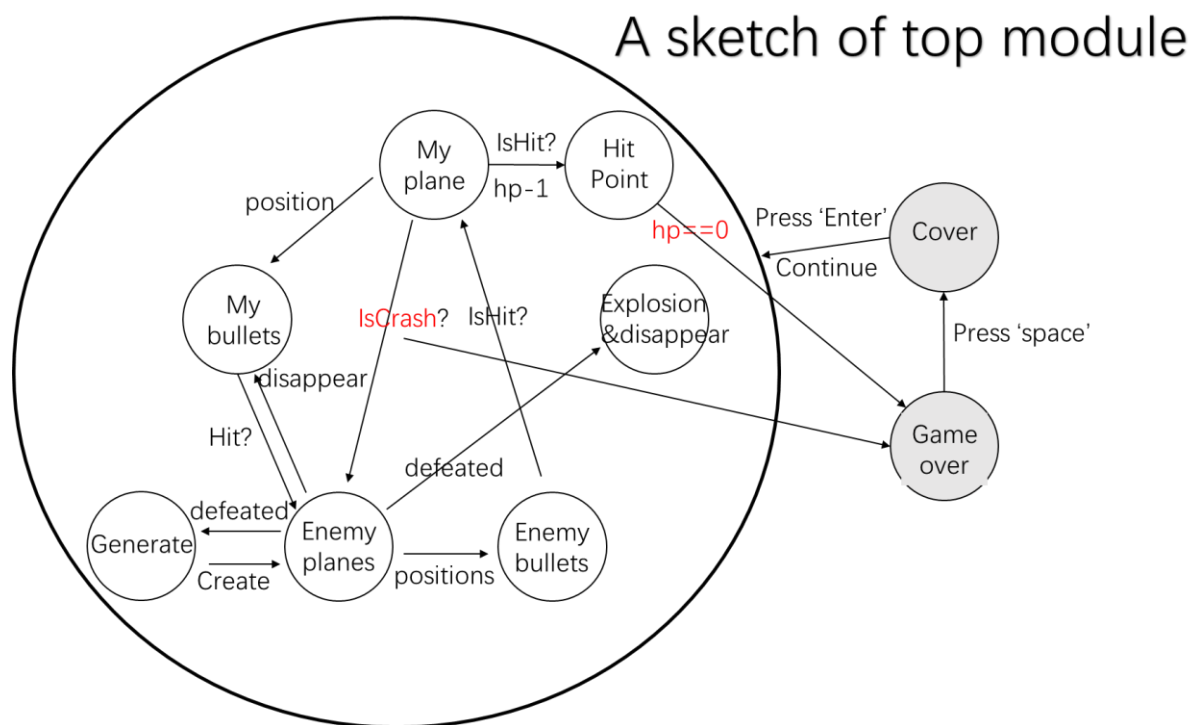 A sketch of top module
My
plane
IsHit?
hp-1
Hit
Point
position
hp==0
Press ‘Enter’
Continue
Cover
My
bullets
IsCrash?
IsHit?
Explosion
&disappear
Press ‘space’
disappear
Hit?
defeated
Game
over
defeated
Generate
Create
Enemy
planes
positions
Enemy
bullets